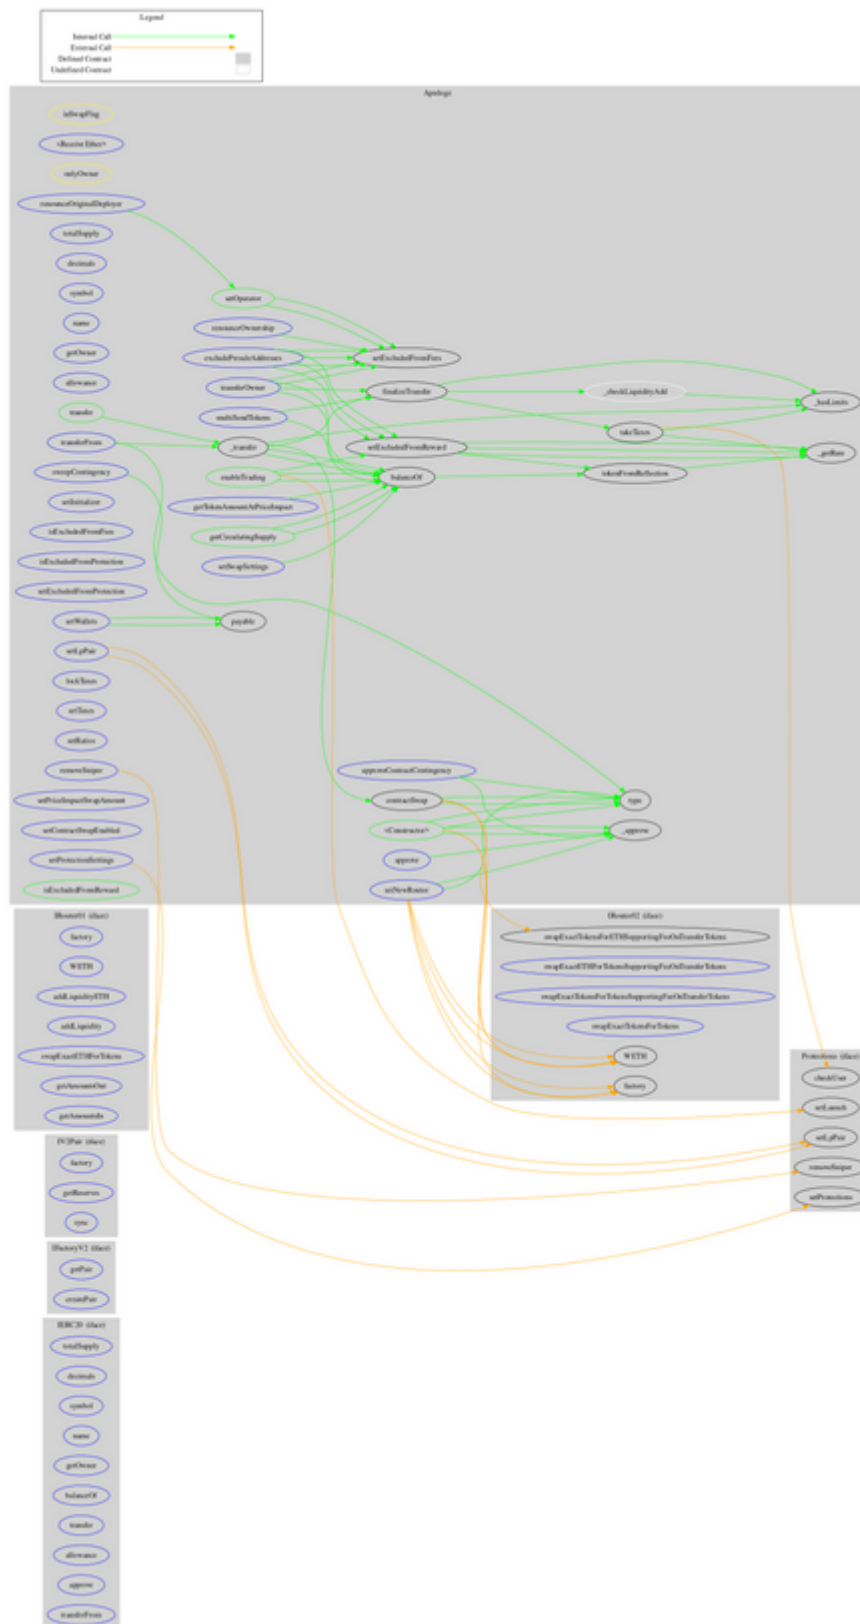 Legend
Internal Call
External Call
Defined Contract
Undefined Contract
Apedoge
inSwapFlag
<Receive Ether>
onlyOwner
renounceOriginalDeployer
totalSupply
decimals
symbol
name
getOwner
allowance
transfer
transferFrom
sweepContingency
setInitializer
isExcludedFromFees
isExcludedFromProtection
setExcludedFromProtection
setWallets
setLpPair
lockTaxes
setTaxes
setRatios
removeSniper
setPriceImpactSwapAmount
setContractSwapEnabled
setProtectionSettings
isExcludedFromReward
setOperator
renounceOwnership
excludePresaleAddresses
transferOwner
multiSendTokens
_transfer
enableTrading
getTokenAmountAtPriceImpact
getCirculatingSupply
setSwapSettings
payable
setExcludedFromFees
finalizeTransfer
setExcludedFromReward
balanceOf
approveContractContingency
contractSwap
<Constructor>
approve
setNewRouter
_checkLiquidityAdd
takeTaxes
tokenFromReflection
type
_approve
_hasLimits
_getRate
IRouter01 (iface)
factory
WETH
addLiquidityETH
addLiquidity
swapExactETHForTokens
getAmountsOut
getAmountsIn
IRouter02 (iface)
swapExactTokensForETHSupportingFeeOnTransferTokens
swapExactETHForTokensSupportingFeeOnTransferTokens
swapExactTokensForTokensSupportingFeeOnTransferTokens
swapExactTokensForTokens
WETH
factory
Protections (iface)
checkUser
setLaunch
setLpPair
removeSniper
setProtections
IV2Pair (iface)
factory
getReserves
sync
IFactoryV2 (iface)
getPair
createPair
IERC20 (iface)
totalSupply
decimals
symbol
name
getOwner
balanceOf
transfer
allowance
approve
transferFrom